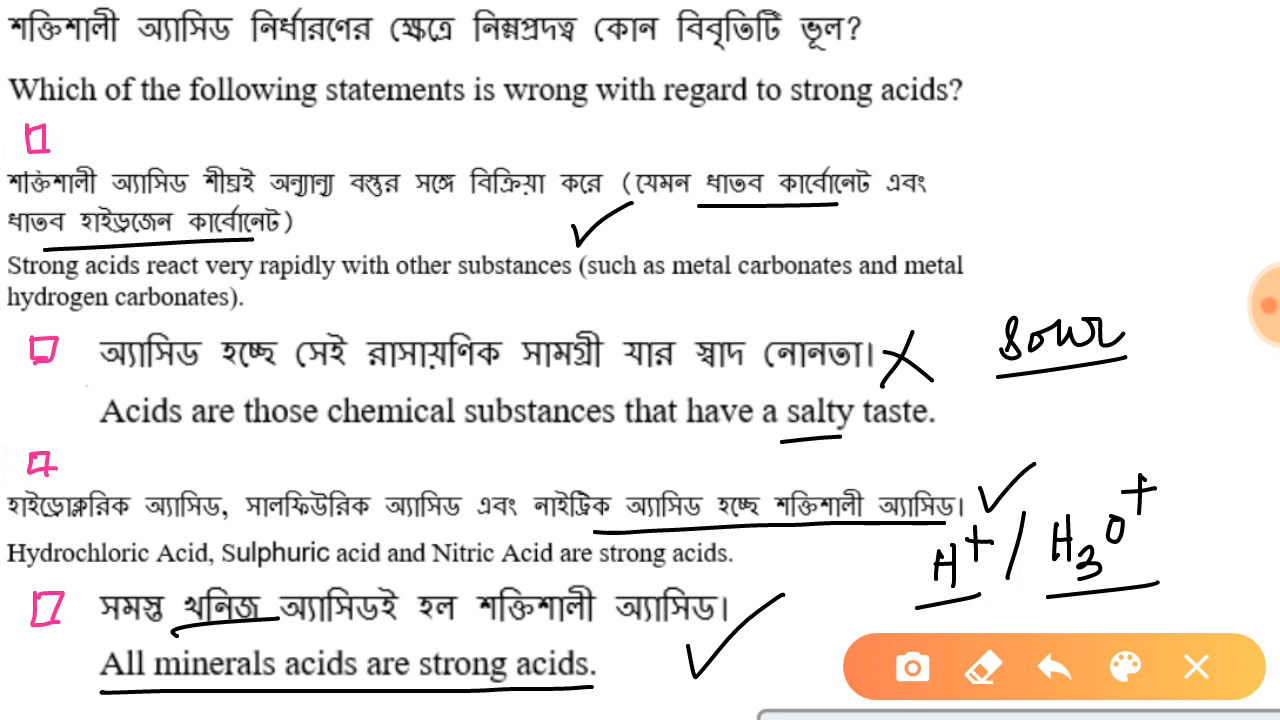 শক্তিশালী অ্যাসিড নির্ধারণের ক্ষেত্রে নিম্নপ্রদত্ব কোন বিবৃতিটি ভূল?
Which of the following statements is wrong with regard to strong acids?
শক্তিশালী অ্যাসিড শীঘ্রই অন্যান্য বস্তুর সঙ্গে বিক্রিয়া করে (যেমন ধাতব কার্বোনেট এবং
ধাতব হাইড্রজেন কার্বোনেট)
Strong acids react very rapidly with other substances (such as metal carbonates and metal
hydrogen carbonates).
অ্যাসিড হচ্ছে সেই রাসায়ণিক সামগ্রী যার স্বাদ নোনতা।
Sour
Acids are those chemical substances that have a salty taste.
হাইড্রোক্লরিক অ্যাসিড, সালফিউরিক অ্যাসিড এবং নাইট্রিক অ্যাসিড হচ্ছে শক্তিশালী অ্যাসিড।
Hydrochloric Acid, Sulphuric acid and Nitric Acid are strong acids.
H+ / H3O+
সমস্ত খনিজ অ্যাসিডই হল শক্তিশালী অ্যাসিড।
All minerals acids are strong acids.